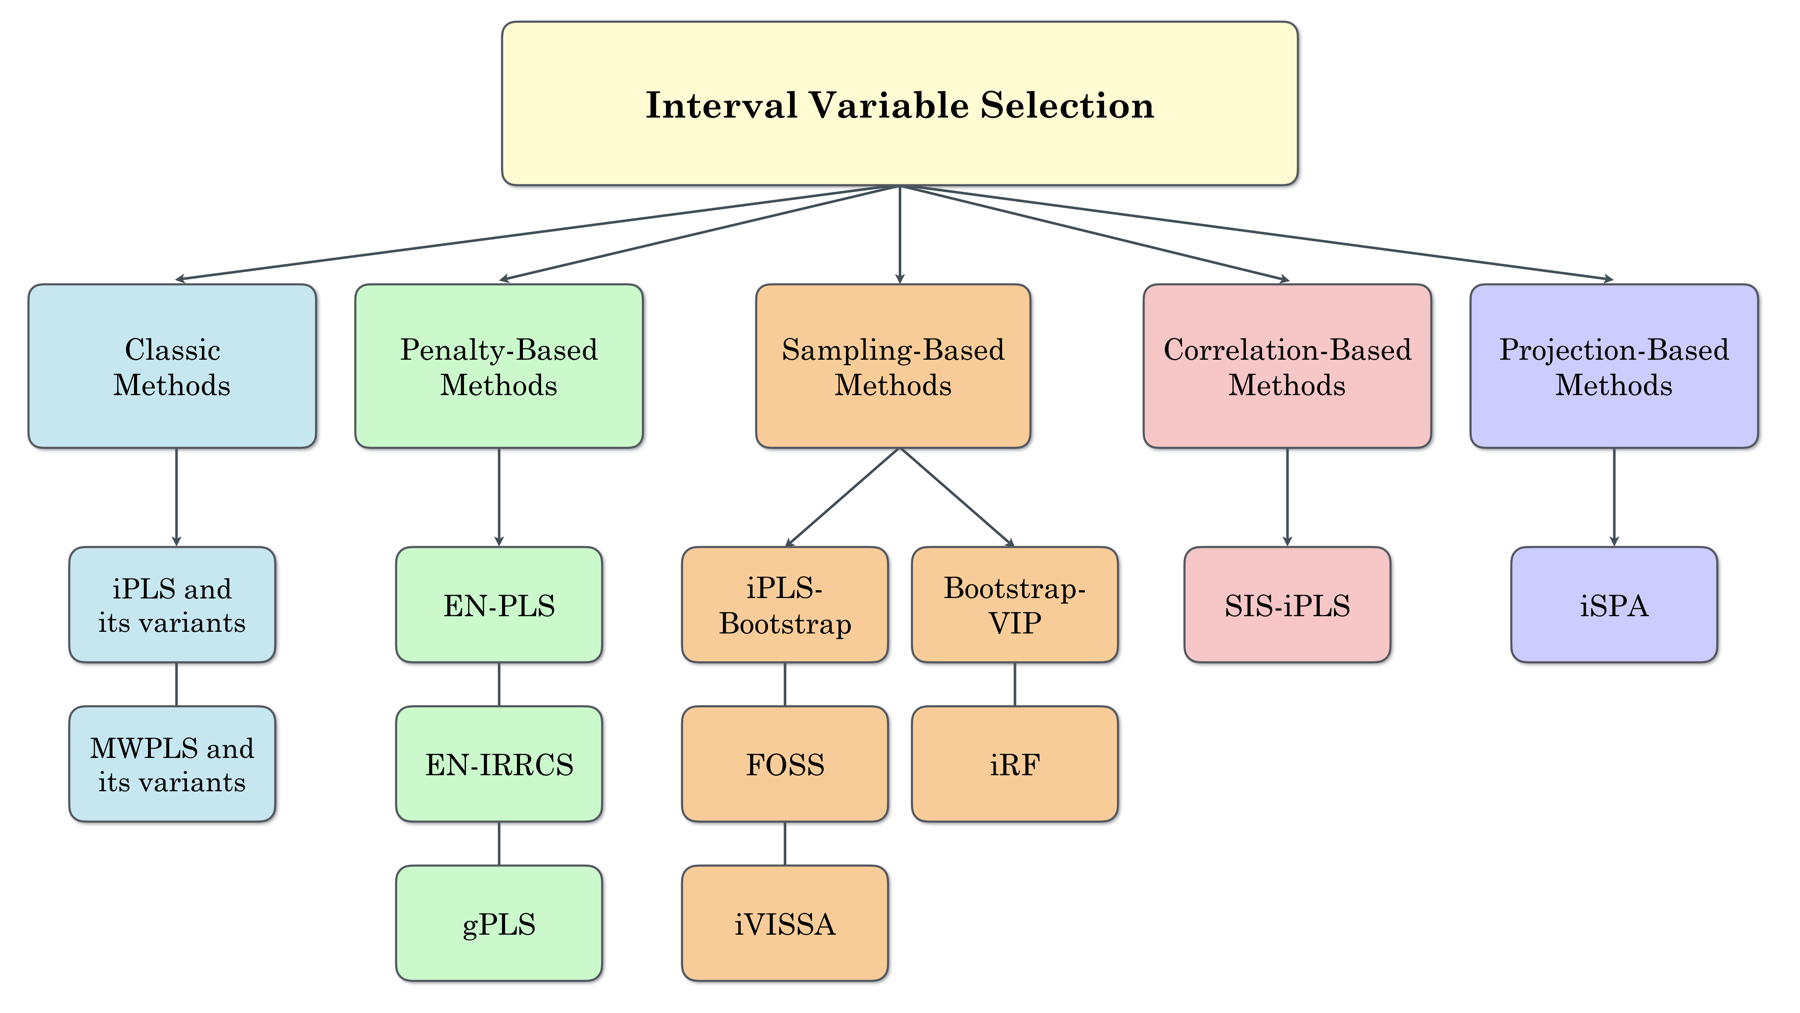 Interval Variable Selection
Classic
Methods
Penalty-Based
Methods
Sampling-Based
Methods
Correlation-Based
Methods
Projection-Based
Methods
iPLS and
its variants
EN-PLS
iPLS-
Bootstrap
Bootstrap-
VIP
SIS-iPLS
iSPA
MWPLS and
its variants
EN-IRRCS
FOSS
iRF
gPLS
iVISSA